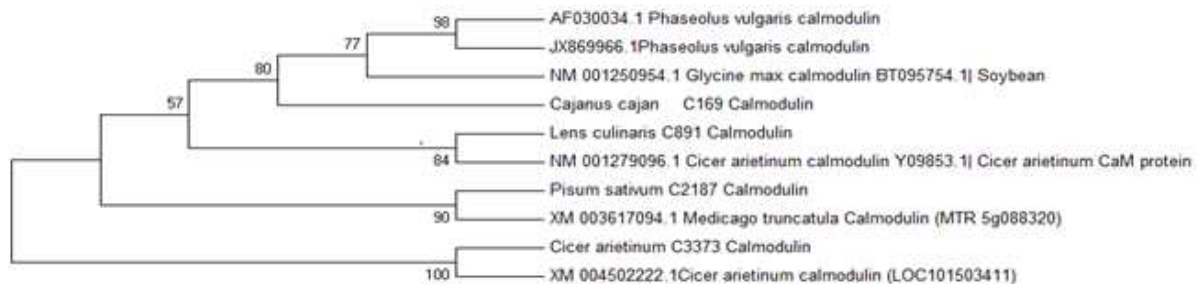 98
AF030034.1 Phaseolus vulgaris calmodulin
77
JX869966.1Phaseolus vulgaris calmodulin
80
NM 001250954.1 Glycine max calmodulin BT095754.1| Soybean
57
Cajanus cajan C169 Calmodulin
Lens culinaris C891 Calmodulin
84
NM 001279096.1 Cicer arietinum calmodulin Y09853.1| Cicer arietinum CaM protein
Pisum sativum C2187 Calmodulin
90
XM 003617094.1 Medicago truncatula Calmodulin (MTR 5g088320)
Cicer arietinum C3373 Calmodulin
100
XM 004502222.1Cicer arietinum calmodulin (LOC101503411)